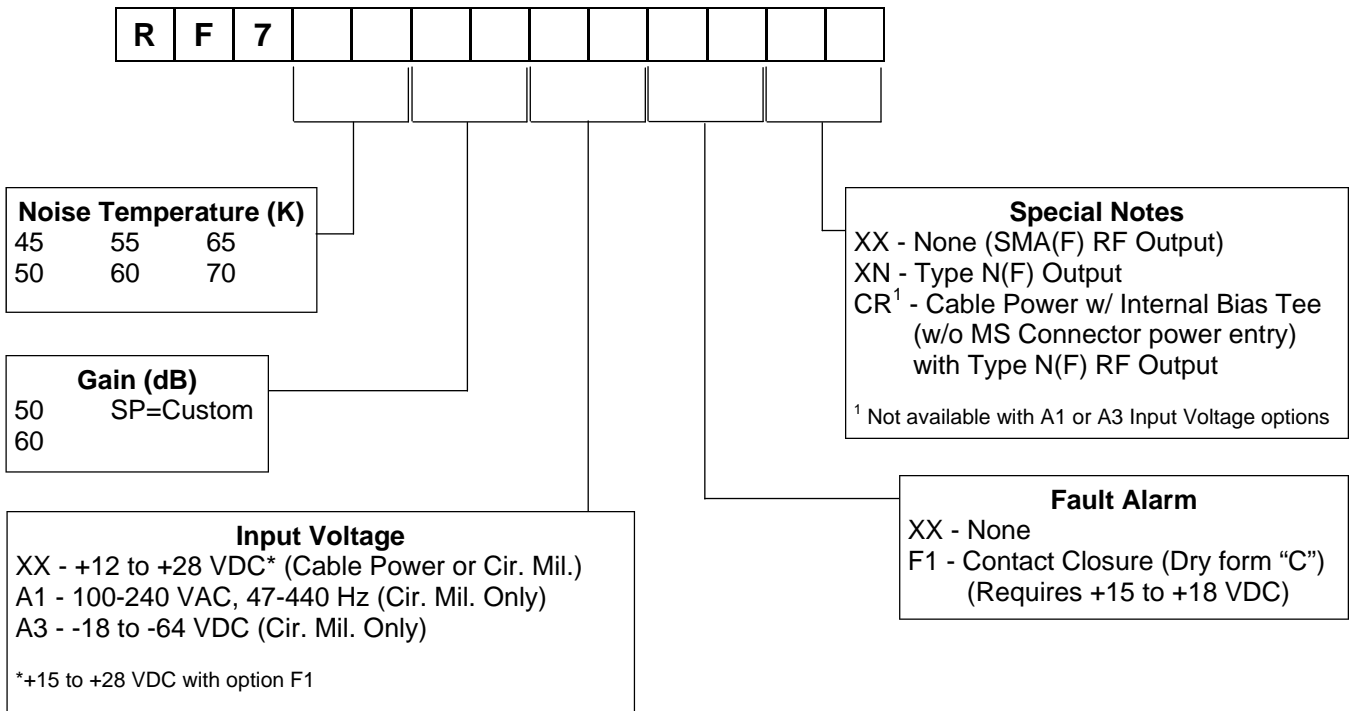 R F 7
Noise Temperature (K)
45 55 65
50 60 70
Gain (dB)
50 SP=Custom
60
Input Voltage
XX - +12 to +28 VDC* (Cable Power or Cir. Mil.)
A1 - 100-240 VAC, 47-440 Hz (Cir. Mil. Only)
A3 - -18 to -64 VDC (Cir. Mil. Only)
*+15 to +28 VDC with option F1
Special Notes
XX - None (SMA(F) RF Output)
XN - Type N(F) Output
CR¹ - Cable Power w/ Internal Bias Tee
(w/o MS Connector power entry)
with Type N(F) RF Output
¹ Not available with A1 or A3 Input Voltage options
Fault Alarm
XX - None
F1 - Contact Closure (Dry form “C”)
(Requires +15 to +18 VDC)